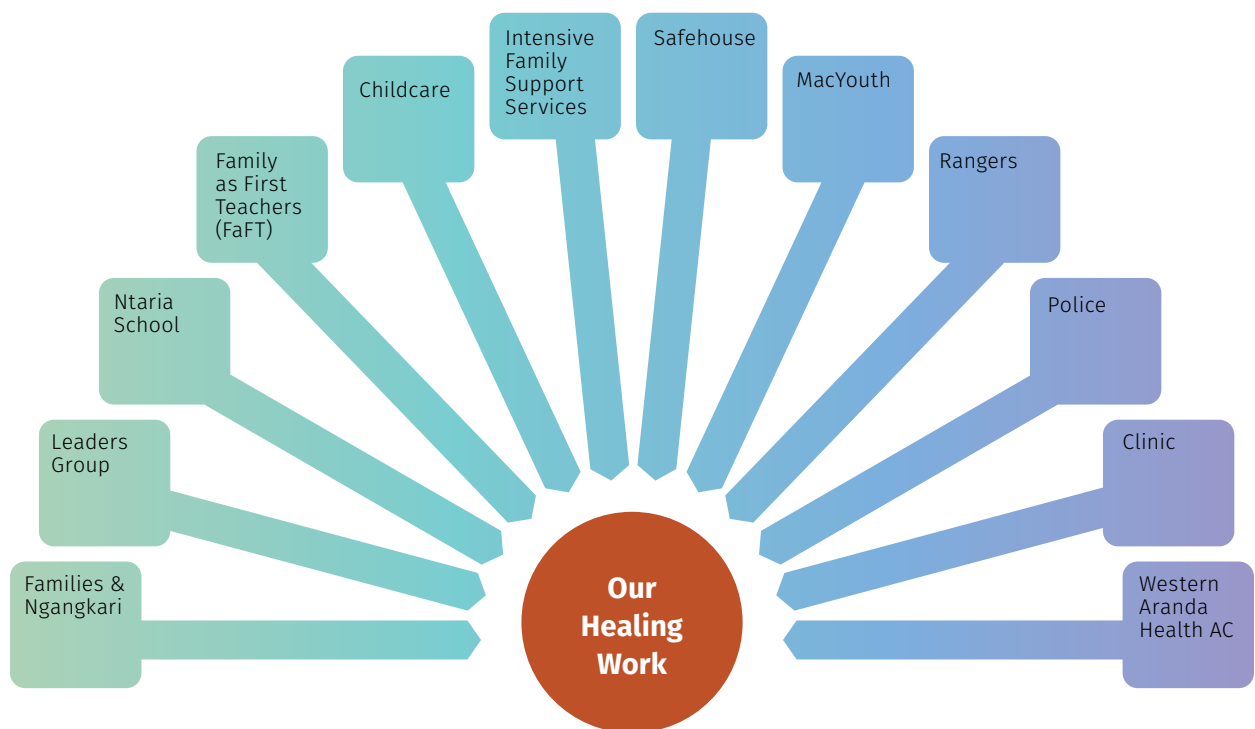 Families &
Ngangkari
Leaders
Group
Ntaria
School
Family
as First
Teachers
(FaFT)
Childcare
Intensive
Family
Support
Services
Safehouse
MacYouth
Rangers
Police
Clinic
Western
Aranda
Health AC
Our
Healing
Work